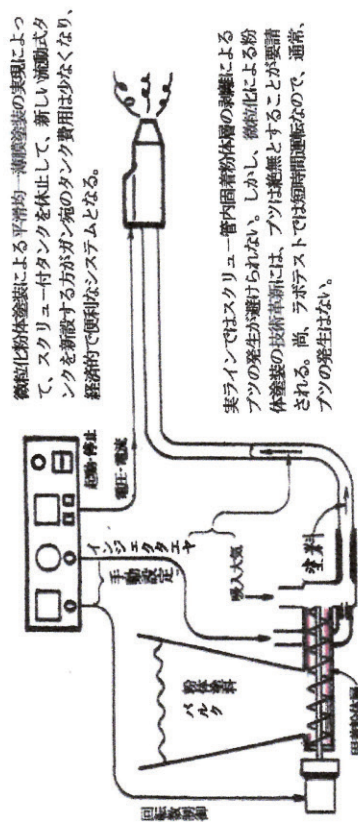 微粒化粉体塗装による平滑均一薄膜塗装の実現によっ
て、スクリュー付タンクを休止して、新しい流動式タ
ンクを新設する方がガン宛のタンク費用は少なくなり、
経済的で便利なシステムとなる。
起動・停止
電圧・電流
インジェクタエヤ
手動設定
回転数制御
バルク
粉体塗料
吸入大気
塗料
固着粉体層
実ラインではスクリュー管内固着粉体層の剥離による
ブツの発生が避けられない。しかし、微粒化による粉
体塗装の技術革新には、ブツは絶無とすることが要請
される。尚、ラボテストでは短時間運転なので、通常、
ブツの発生はない。